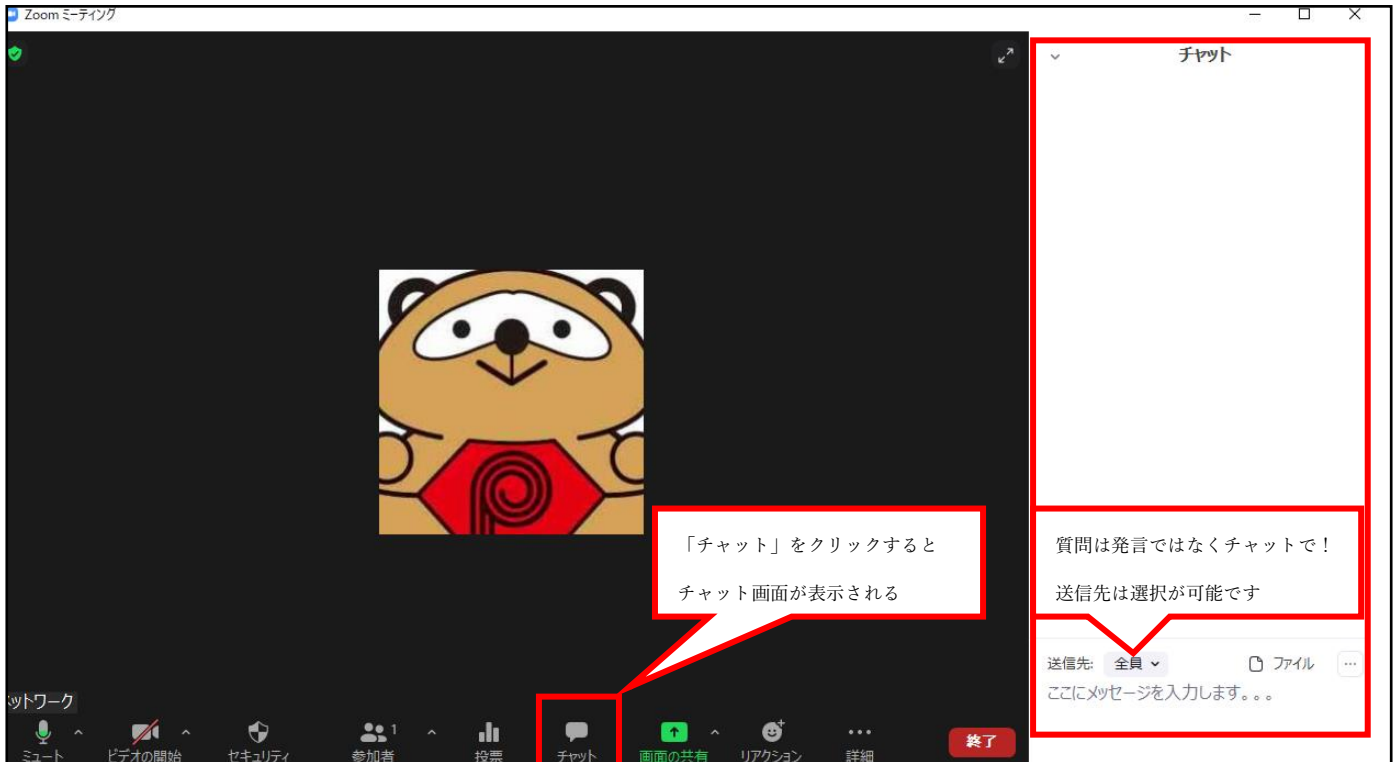 Zoom ミーティング
チャット
「チャット」をクリックすると
チャット画面が表示される
質問は発言ではなくチャットで！
送信先は選択が可能です
送信先: 全員 ファイル
ここにメッセージを入力します。。。
ットワーク
1
ミュート ビデオの開始 セキュリティ 参加者 投票 チャット 画面の共有 リアクション 詳細 終了